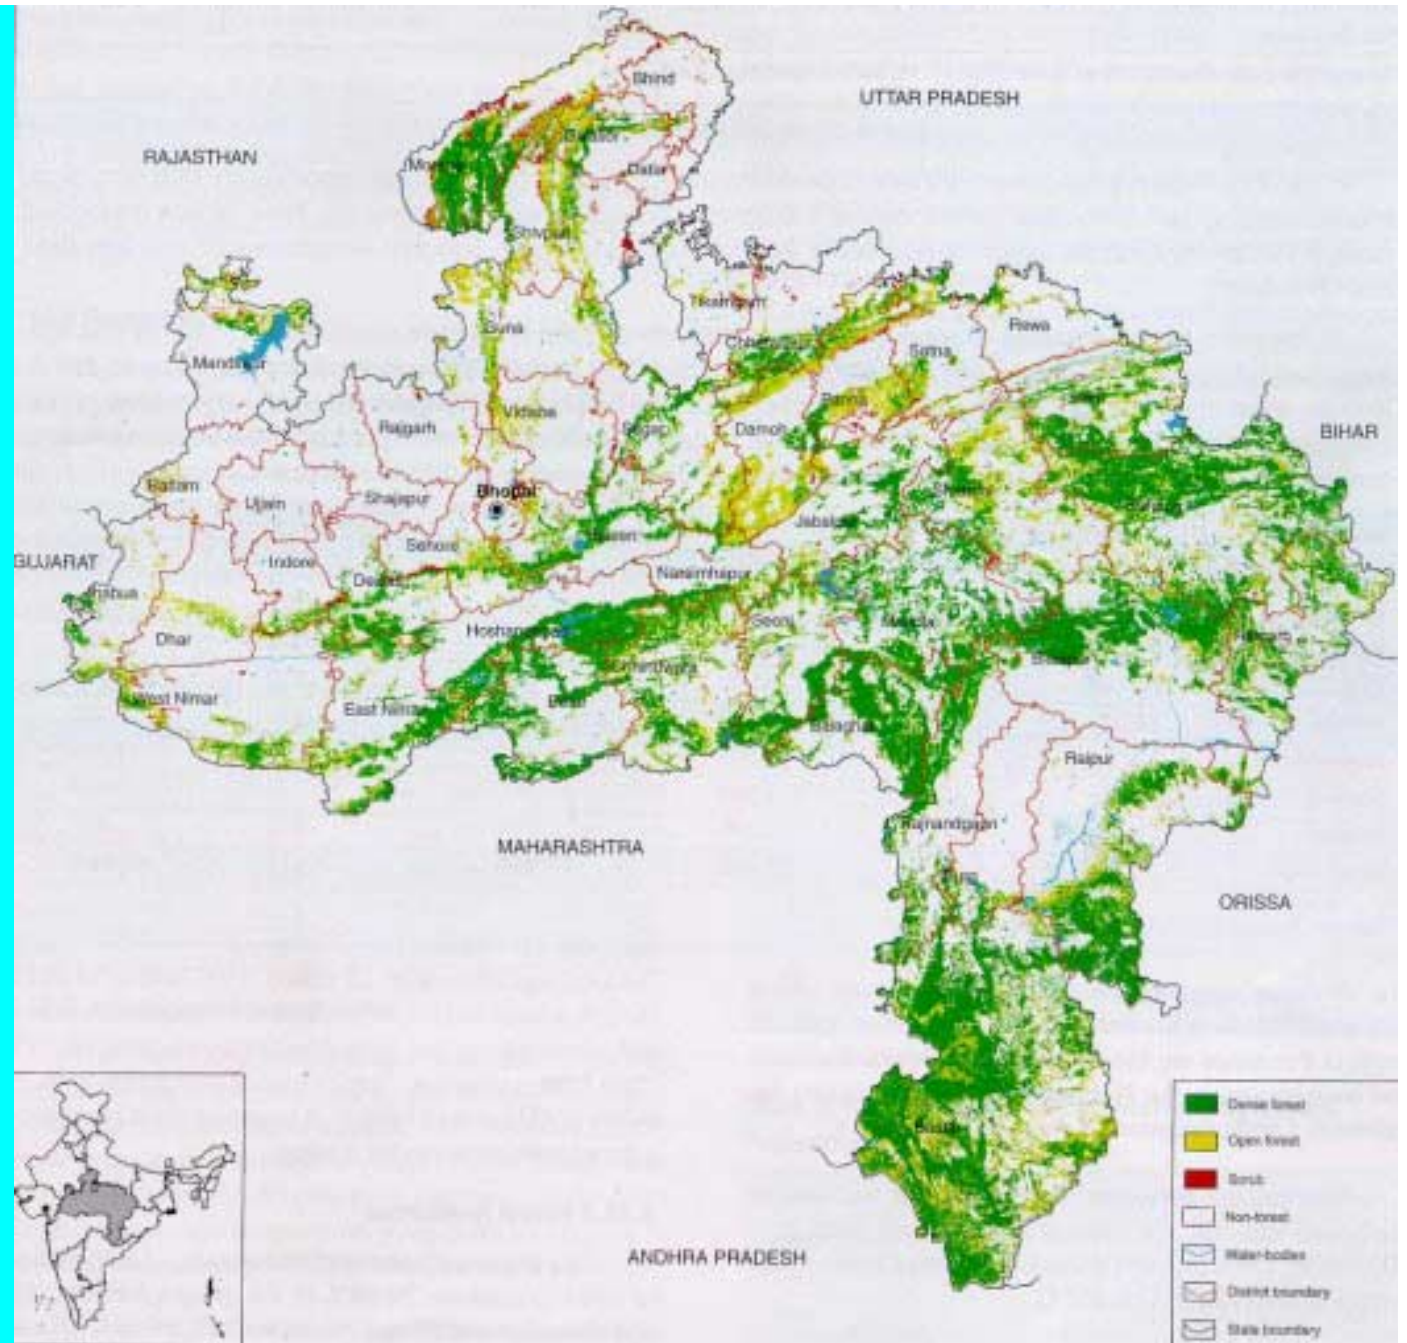 Bhind
UTTAR PRADESH
RAJASTHAN
Datia
Shivpuri
Tikamgarh
Rewa
Guna
Chhatarpur
Satna
Mandsaur
Panna
Vidisha
Rajgarh
Sagar
Damoh
BIHAR
Ratlam
Ujjain
Shajapur
Bhopal
Jabalpur
Sehore
Raisen
GUJARAT
Indore
Dewas
Narsimhapur
Jhabua
Dhar
Hoshangabad
Seoni
Mandla
Chhindwara
West Nimar
East Nimar
Betul
Balaghat
Raipur
Rajnandgaon
MAHARASHTRA
ORISSA
Bastar
ANDHRA PRADESH
Dense forest
Open forest
Scrub
Non-forest
Water-bodies
District boundary
State boundary